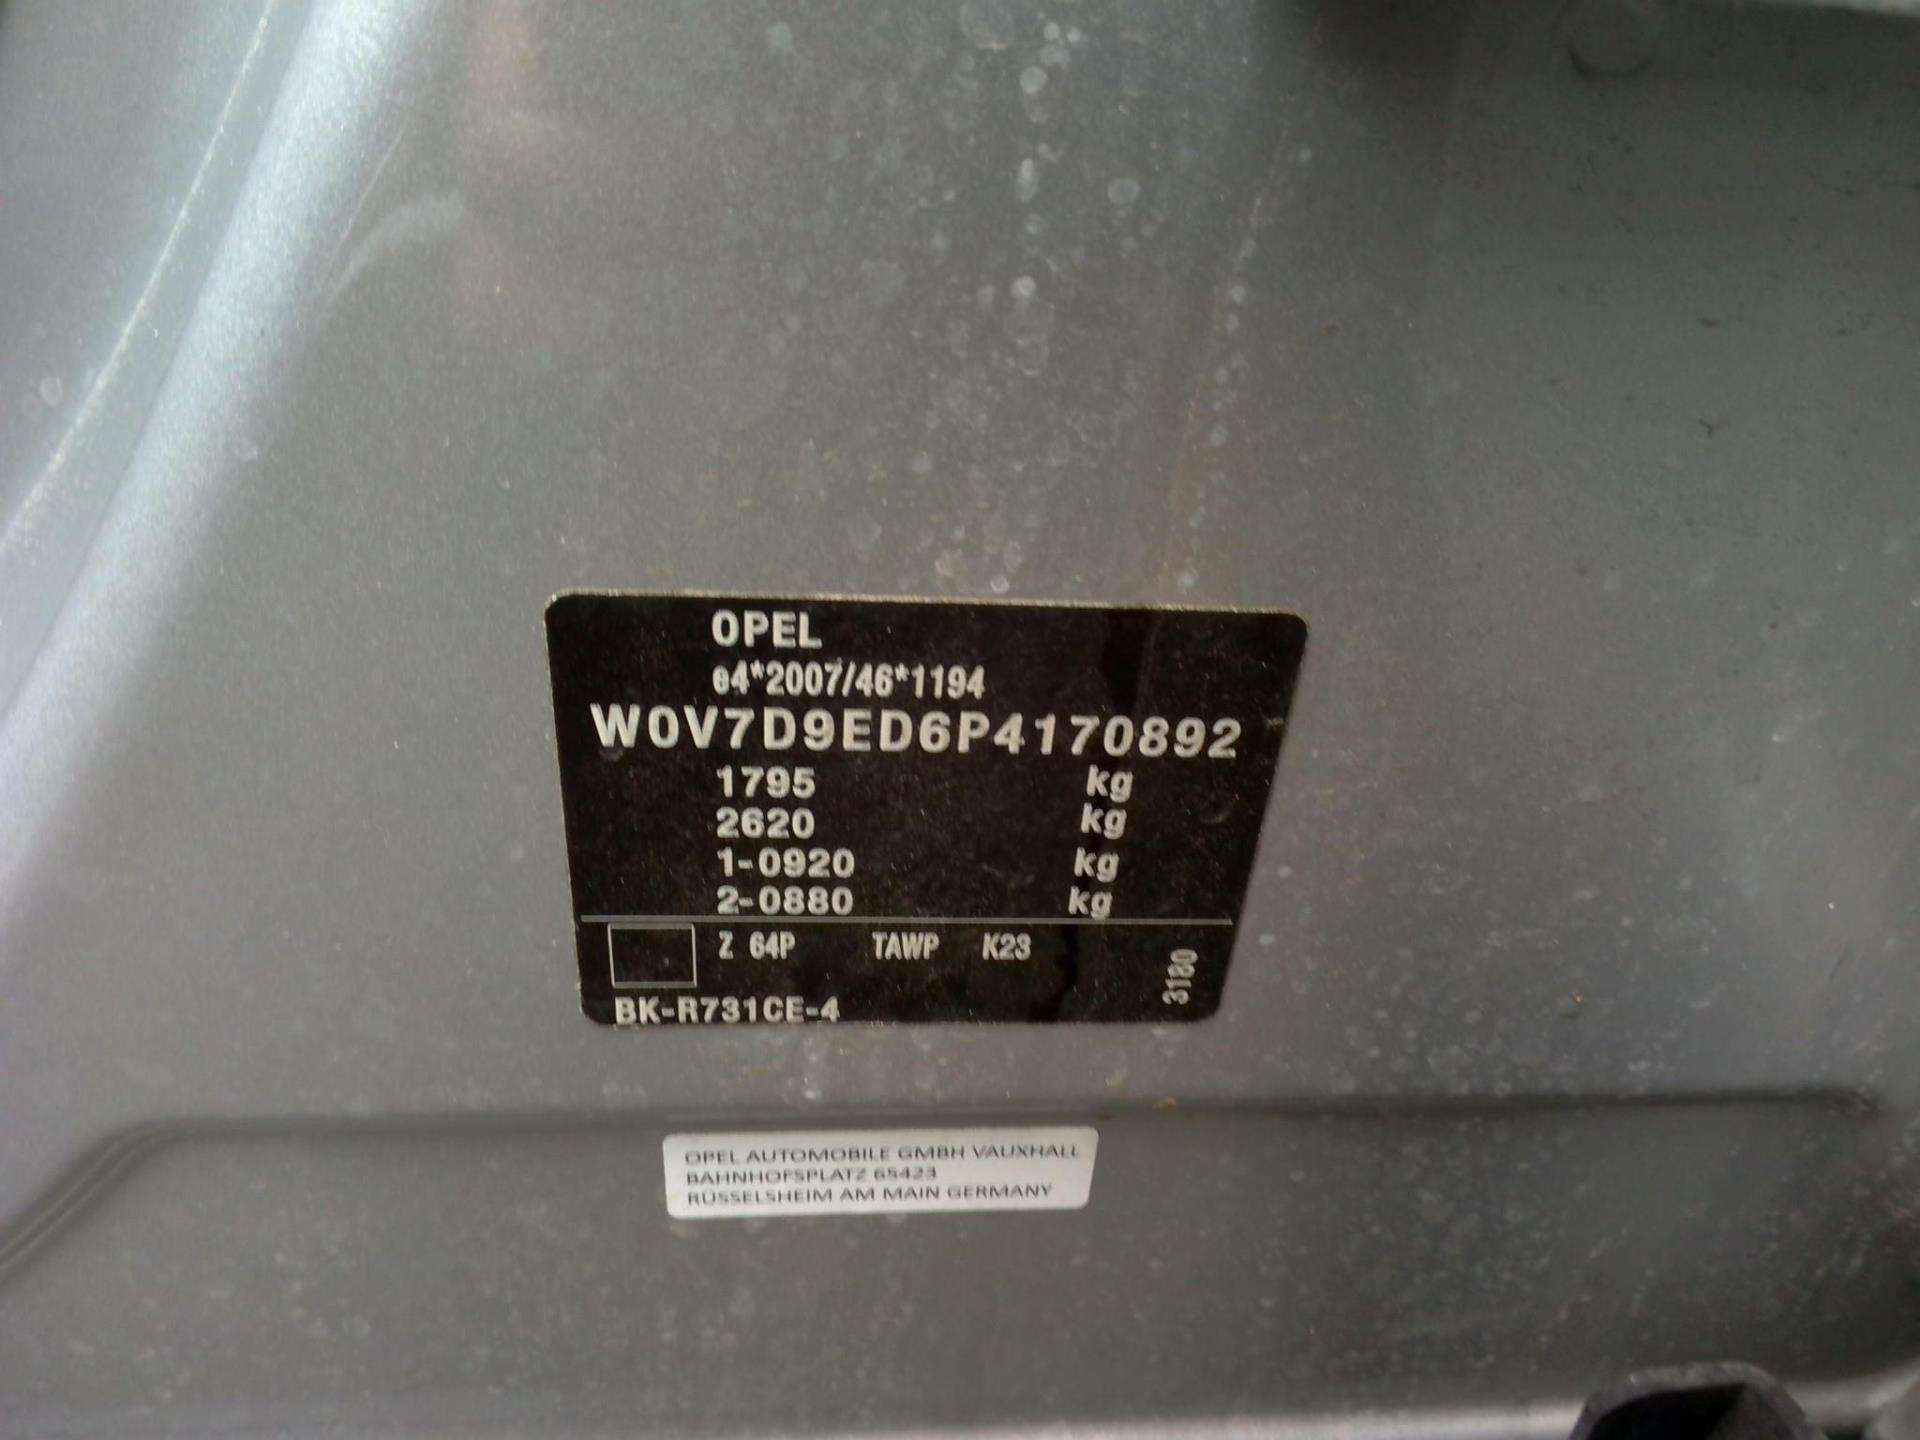 OPEL
e4*2007/46*1194
W0V7D9ED6P4170892
1795 kg
2620 kg
1-0920 kg
2-0880 kg
Z 64P TAWP K23
3180
BK-R731CE-4
OPEL AUTOMOBILE GMBH VAUXHALL
BAHNHOFSPLATZ 65423
RÜSSELSHEIM AM MAIN GERMANY